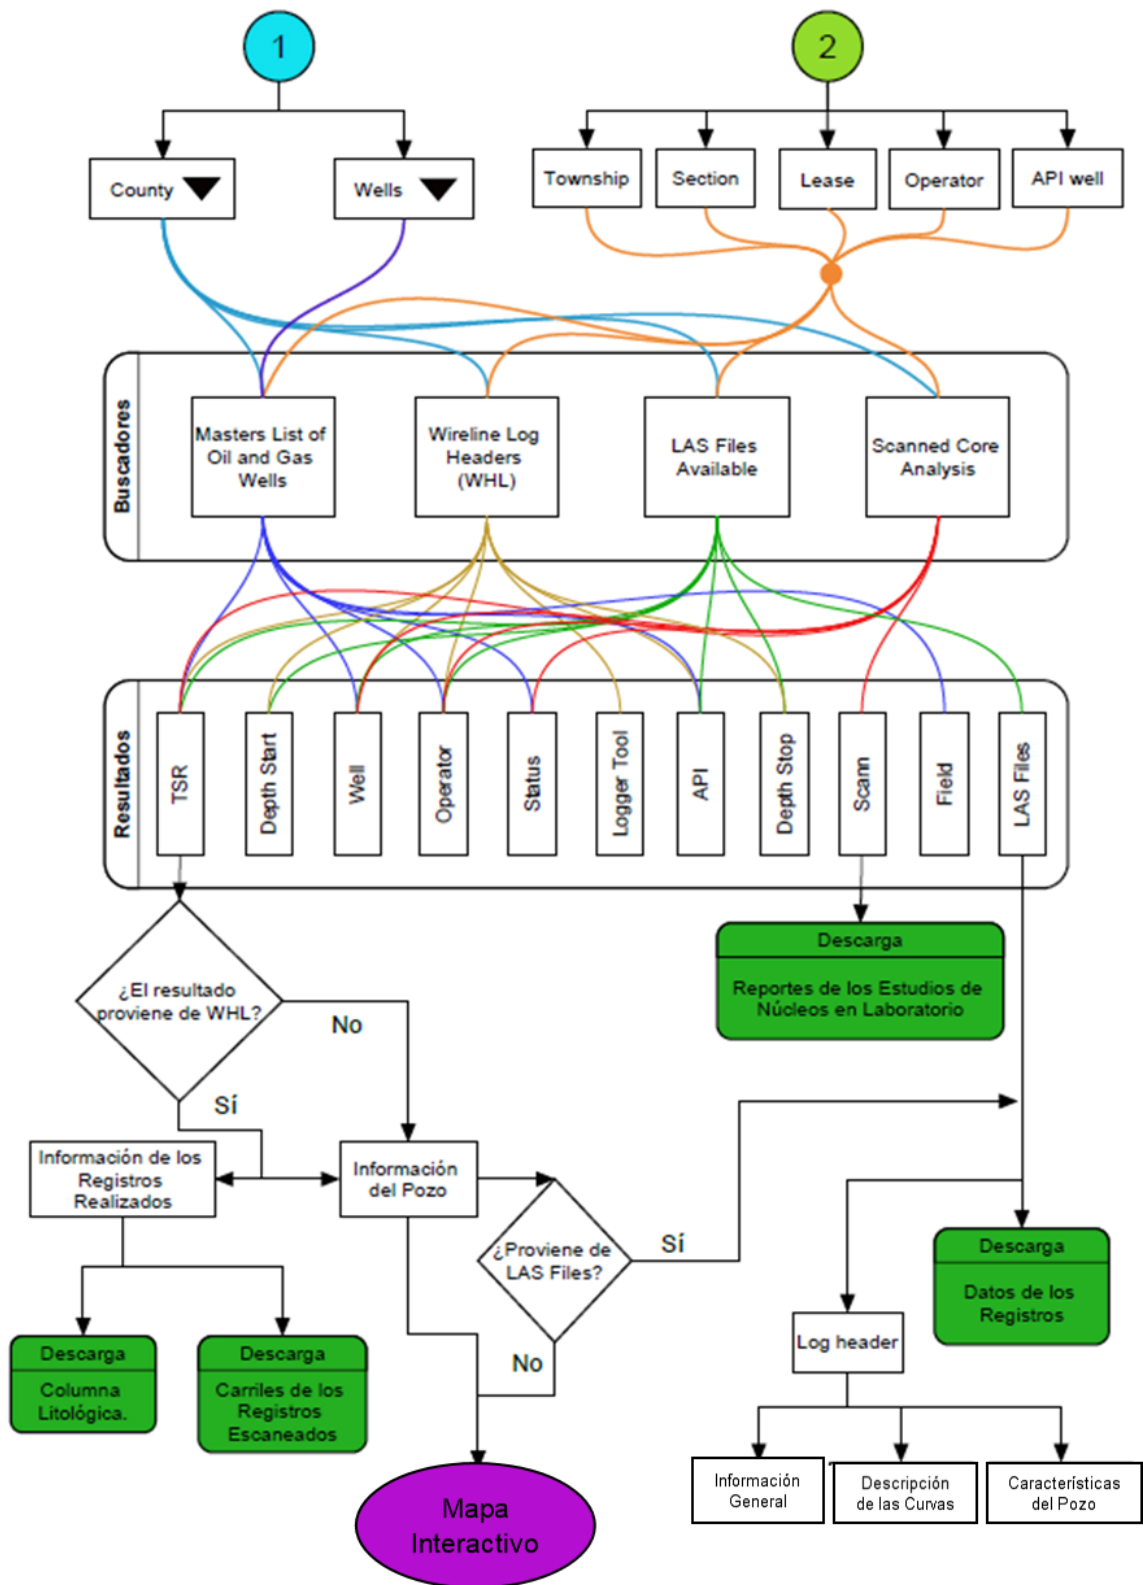 1
2
County
Wells
Township
Section
Lease
Operator
API well
Buscadores
Masters List of
Oil and Gas
Wells
Wireline Log
Headers
(WHL)
LAS Files
Available
Scanned Core
Analysis
Resultados
TSR
Depth Start
Well
Operator
Status
Logger Tool
API
Depth Stop
Scann
Field
LAS Files
¿El resultado
proviene de WHL?
No
Sí
Descarga
Reportes de los Estudios de
Núcleos en Laboratorio
Información de los
Registros
Realizados
Información
del Pozo
¿Proviene de
LAS Files?
Sí
No
Descarga
Datos de los
Registros
Descarga
Columna
Litológica.
Descarga
Carriles de los
Registros
Escaneados
Log header
Información
General
Descripción
de las Curvas
Características
del Pozo
Mapa
Interactivo